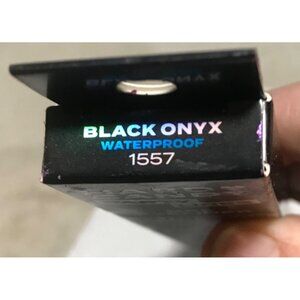 BLACK ONYX
WATERPROOF
1557